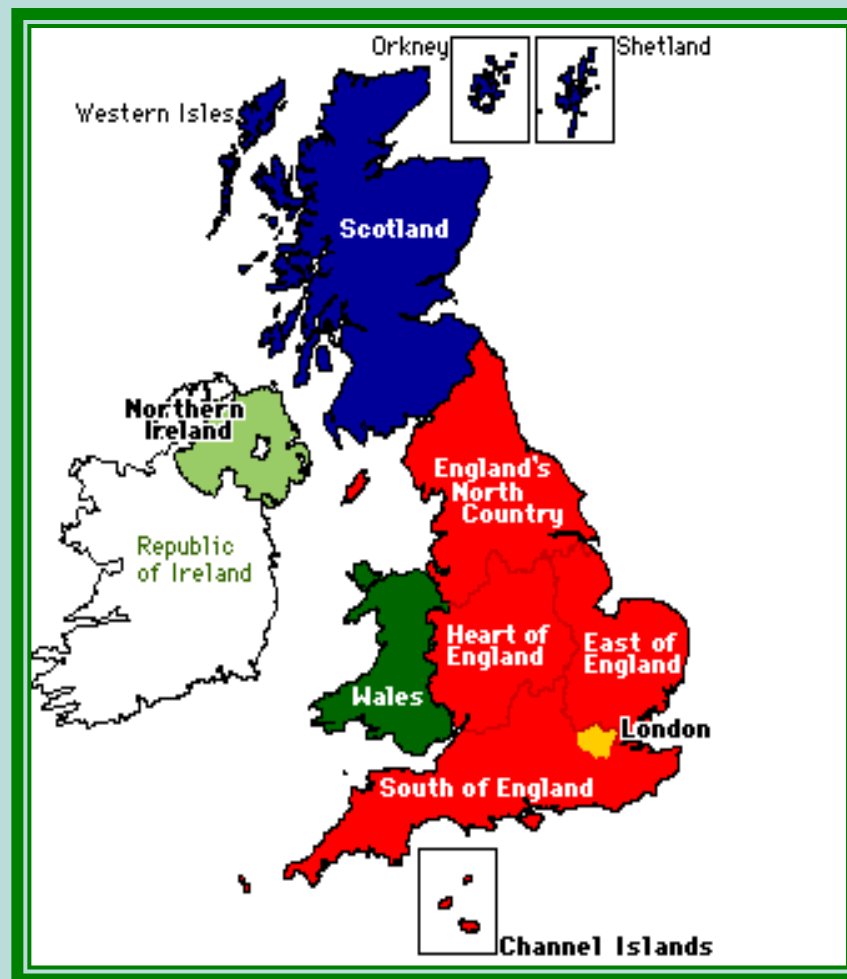 Orkney
Shetland
Western Isles
Scotland
Northern
Ireland
England's
North
Country
Republic
of Ireland
Heart of
England
East of
England
Wales
London
South of England
Channel Islands